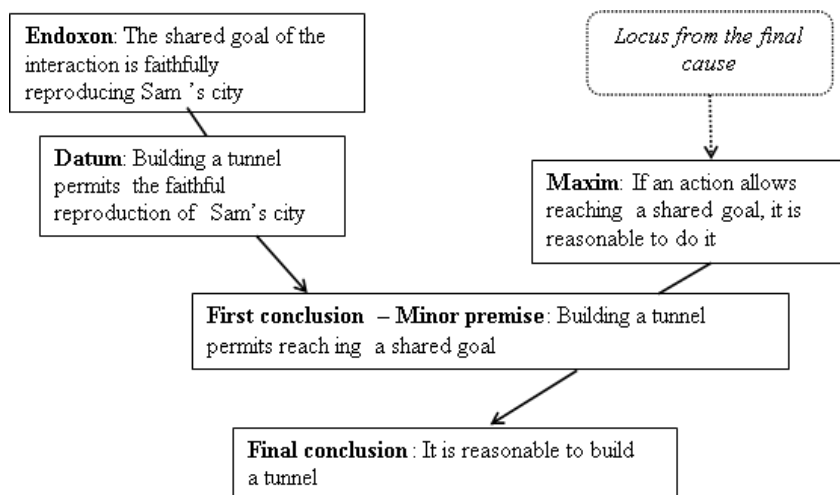 Endoxon: The shared goal of the
interaction is faithfully
reproducing Sam 's city
Locus from the final
cause
Datum: Building a tunnel
permits the faithful
reproduction of Sam's city
Maxim: If an action allows
reaching a shared goal, it is
reasonable to do it
First conclusion – Minor premise: Building a tunnel
permits reach ing a shared goal
Final conclusion : It is reasonable to build
a tunnel